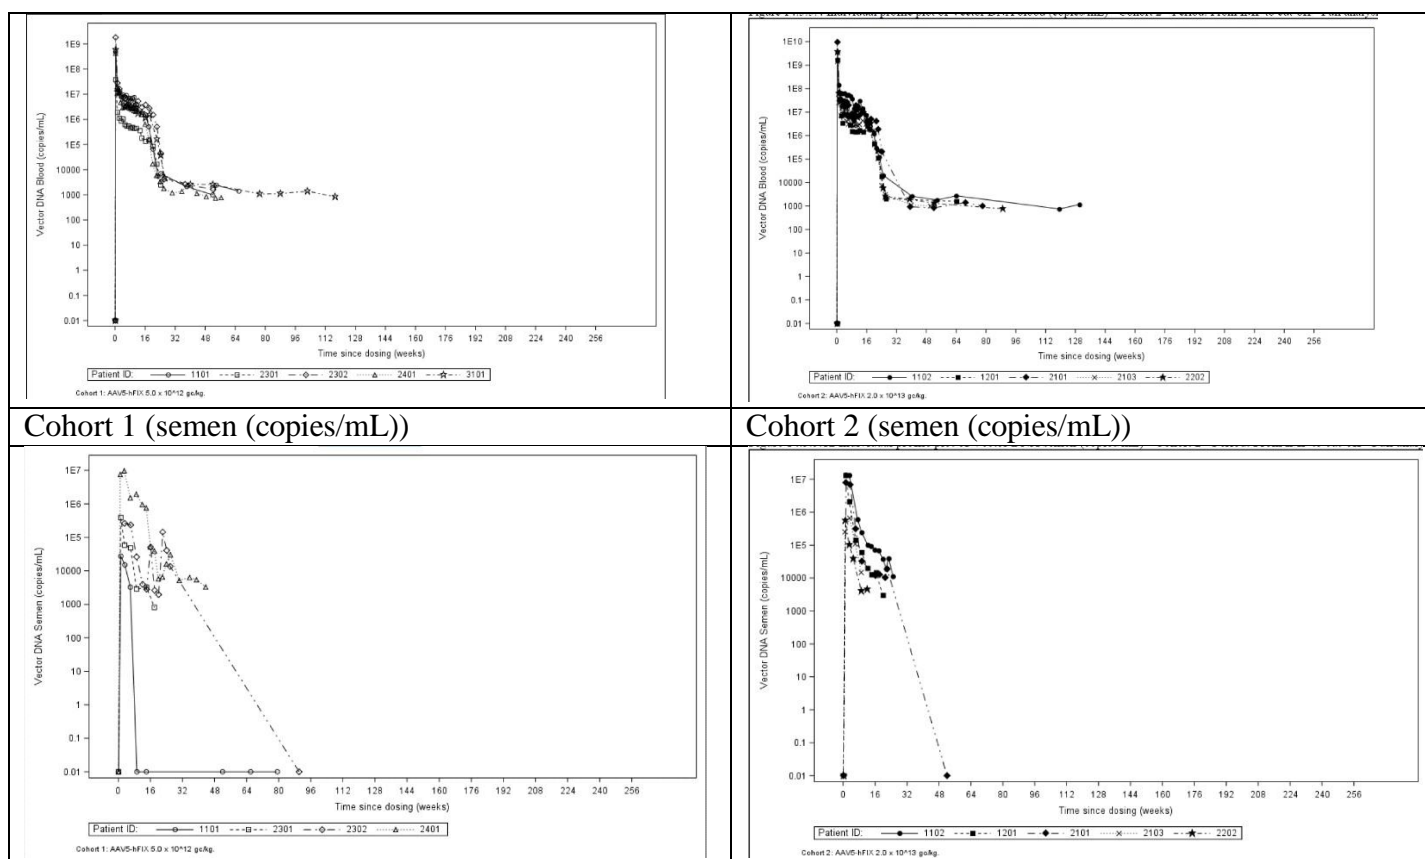 1E9
1E8
1E7
1E6
1E5
10000
1000
100
10
1
0.1
0.01
Vector DNA Blood (copies/mL)
0 16 32 48 64 80 96 112 128 144 160 176 192 208 224 240 256
Time since dosing (weeks)
Patient ID: 1101 2301 2302 2401 3101
Cohort 1: AAV5-hFIX 5.0 x 10^12 gc/kg.
1E10
1E9
1E8
1E7
1E6
1E5
10000
1000
100
10
1
0.1
0.01
Vector DNA Blood (copies/mL)
0 16 32 48 64 80 96 112 128 144 160 176 192 208 224 240 256
Time since dosing (weeks)
Patient ID: 1102 1201 2101 2103 2202
Cohort 2: AAV5-hFIX 2.0 x 10^13 gc/kg.
Cohort 1 (semen (copies/mL))
Cohort 2 (semen (copies/mL))
1E7
1E6
1E5
10000
1000
100
10
1
0.1
0.01
Vector DNA Semen (copies/mL)
0 16 32 48 64 80 96 112 128 144 160 176 192 208 224 240 256
Time since dosing (weeks)
Patient ID: 1101 2301 2302 2401
Cohort 1: AAV5-hFIX 5.0 x 10^12 gc/kg.
1E7
1E6
1E5
10000
1000
100
10
1
0.1
0.01
Vector DNA Semen (copies/mL)
0 16 32 48 64 80 96 112 128 144 160 176 192 208 224 240 256
Time since dosing (weeks)
Patient ID: 1102 1201 2101 2103 2202
Cohort 2: AAV5-hFIX 2.0 x 10^13 gc/kg.